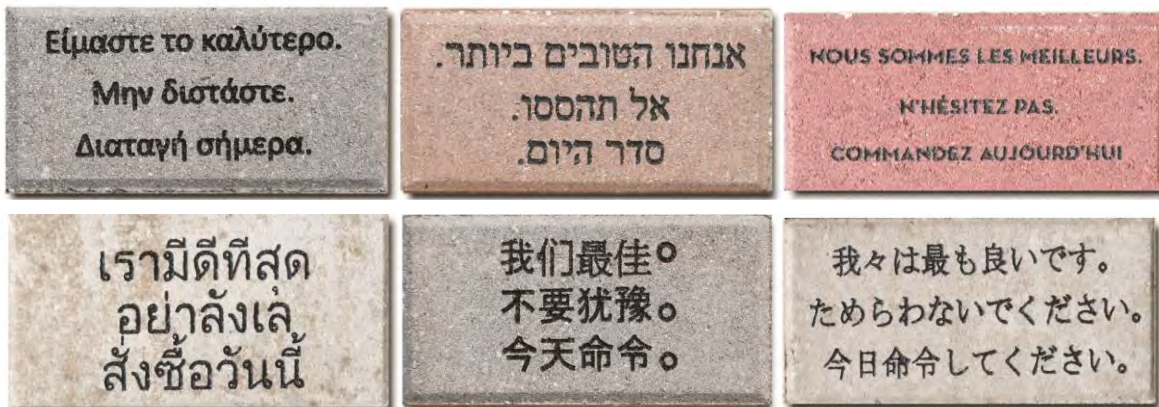 Είμαστε το καλύτερο.
Μην διστάστε.
Διαταγή σήμερα.
אנחנו הטובים ביותר.
אל תהססו.
סדר היום.
NOUS SOMMES LES MEILLEURS.
N'HÉSITEZ PAS.
COMMANDEZ AUJOURD'HUI
เรามีดีทีสุด
อย่าลังเล
สั่งซื้อวันนี้
我们最佳。
不要犹豫。
今天命令。
我々は最も良いです。
ためらわないでください。
今日命令してください。